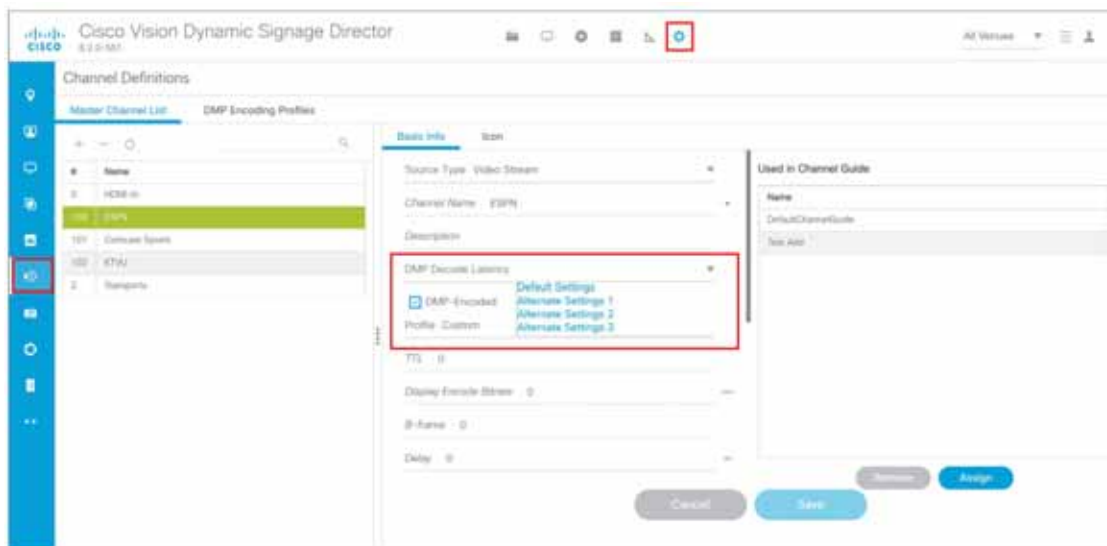 CISCO
Cisco Vision Dynamic Signage Director
All Venues
Channel Definitions
Master Channel List DMP Encoding Profiles
# Name
0 HDMI-In
100 ESPN
101 Comcast Sports
102 KTVU
2 Transports
Basic Info Icon
Source Type Video Stream
Channel Name ESPN
Description
DMP Decode Latency
Default Settings
DMP-Encoded Alternate Settings 1
Alternate Settings 2
Profile Custom Alternate Settings 3
TTL 0
Display Encode Bitrate 0
B-frame 0
Delay 0
Used in Channel Guide
Name
DefaultChannelGuide
Test Add
Remove Assign
Cancel Save